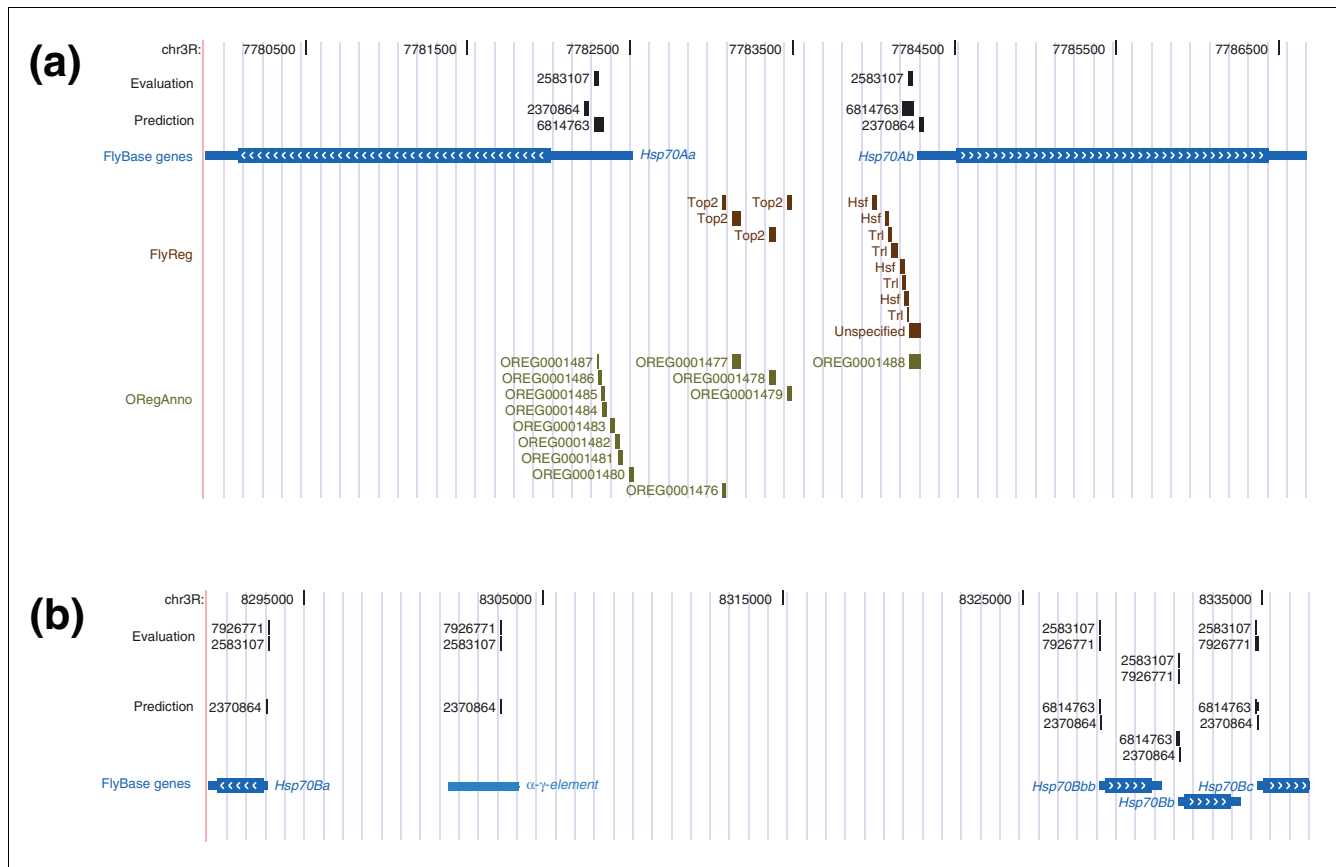 (a)
chr3R: 7780500 7781500 7782500 7783500 7784500 7785500 7786500
Evaluation 2583107 2583107
2370864 6814763
Prediction 6814763 2370864
FlyBase genes Hsp70Aa Hsp70Ab
Top2 Top2 Hsf
Top2 Hsf
Top2 Trl
FlyReg Trl
Hsf
Trl
Hsf
Trl
Unspecified
OREG0001487 OREG0001477 OREG0001488
OREG0001486 OREG0001478
OREG0001485 OREG0001479
ORegAnno OREG0001484
OREG0001483
OREG0001482
OREG0001481
OREG0001480
OREG0001476
(b)
chr3R: 8295000 8305000 8315000 8325000 8335000
Evaluation 7926771 7926771 2583107 2583107
2583107 2583107 7926771 7926771
2583107
7926771
Prediction 2370864 2370864 6814763 6814763
2370864 2370864
6814763
2370864
FlyBase genes Hsp70Ba α-γ-element Hsp70Bbb Hsp70Bc
Hsp70Bb